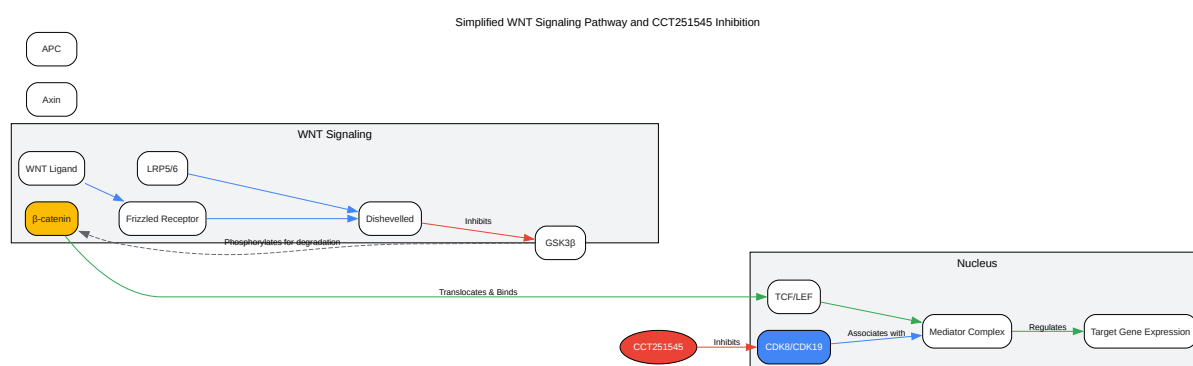 Simplified WNT Signaling Pathway and CCT251545 Inhibition
APC
Axin
WNT Signaling
WNT Ligand
LRP5/6
β-catenin
Frizzled Receptor
Dishevelled
Inhibits
GSK3β
Phosphorylates for degradation
Nucleus
Translocates & Binds
TCF/LEF
CCT251545
Inhibits
CDK8/CDK19
Associates with
Mediator Complex
Regulates
Target Gene Expression